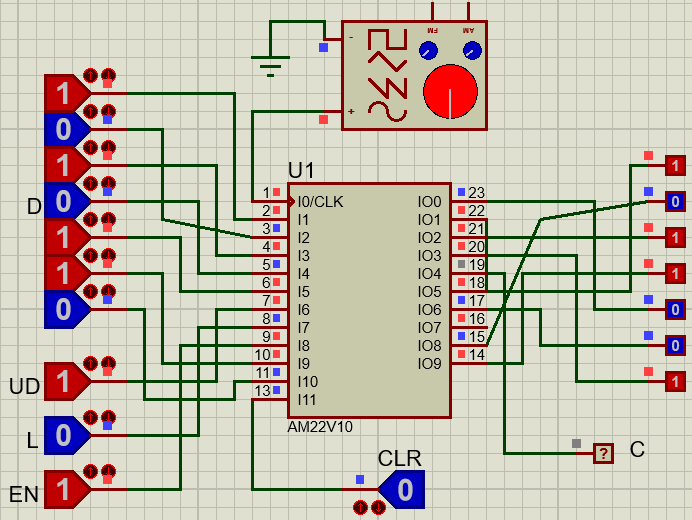 FM AM
-
+
1
0
1
D 0
1
1
0
UD 1
L 0
EN 1
U1
1 I0/CLK IO0 23
2 I1 IO1 22
3 I2 IO2 21
4 I3 IO3 20
5 I4 IO4 19
6 I5 IO5 18
7 I6 IO6 17
8 I7 IO7 16
9 I8 IO8 15
10 I9 IO9 14
11 I10
13 I11
AM22V10
CLR
0
1
0
1
1
0
0
1
? C